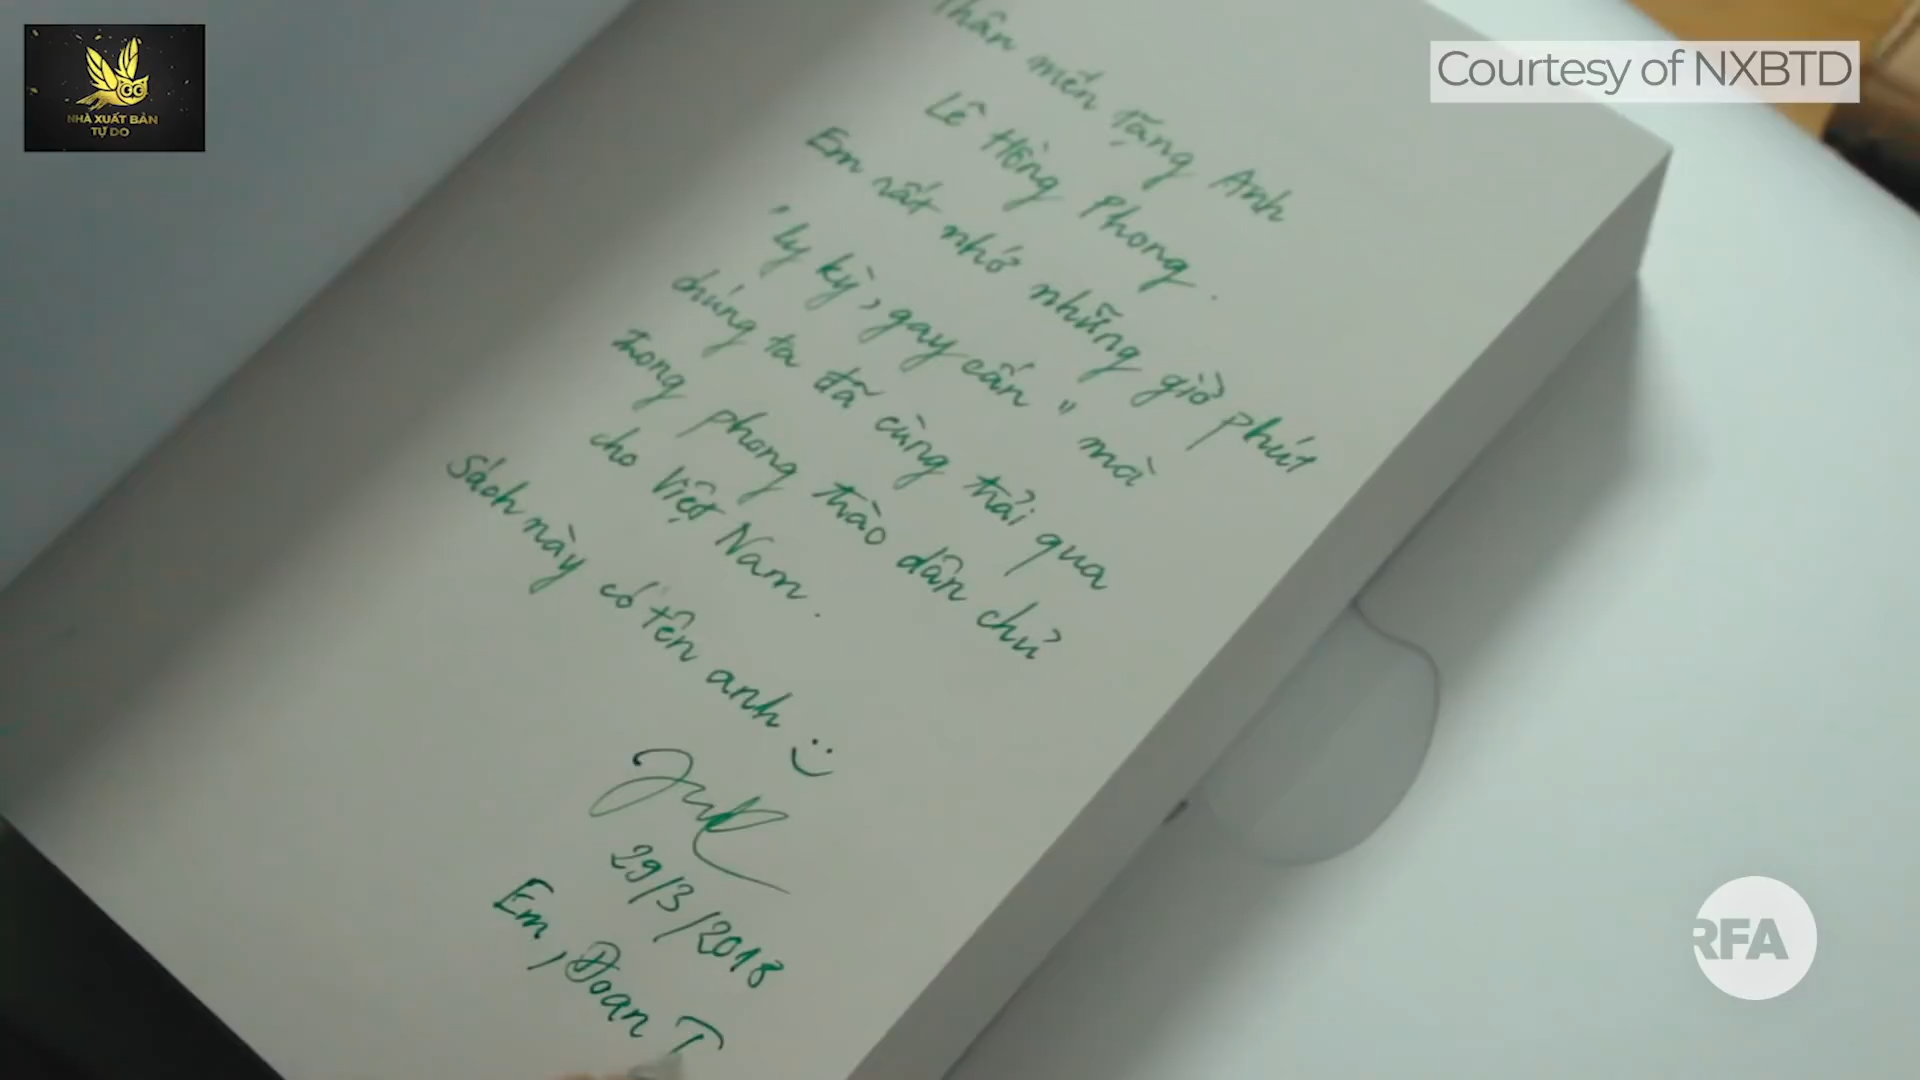 NHÀ XUẤT BẢN
TỰ DO
Courtesy of NXBTD
Thân mến tặng Anh
Lê Hồng Phong.
Em rất nhớ những giờ phút
"ly kỳ, gay cấn" mà
chúng ta đã cùng trải qua
trong phong trào dân chủ
cho Việt Nam.
Sách này có tên anh
29/3/2018
Em, Đoan T
RFA